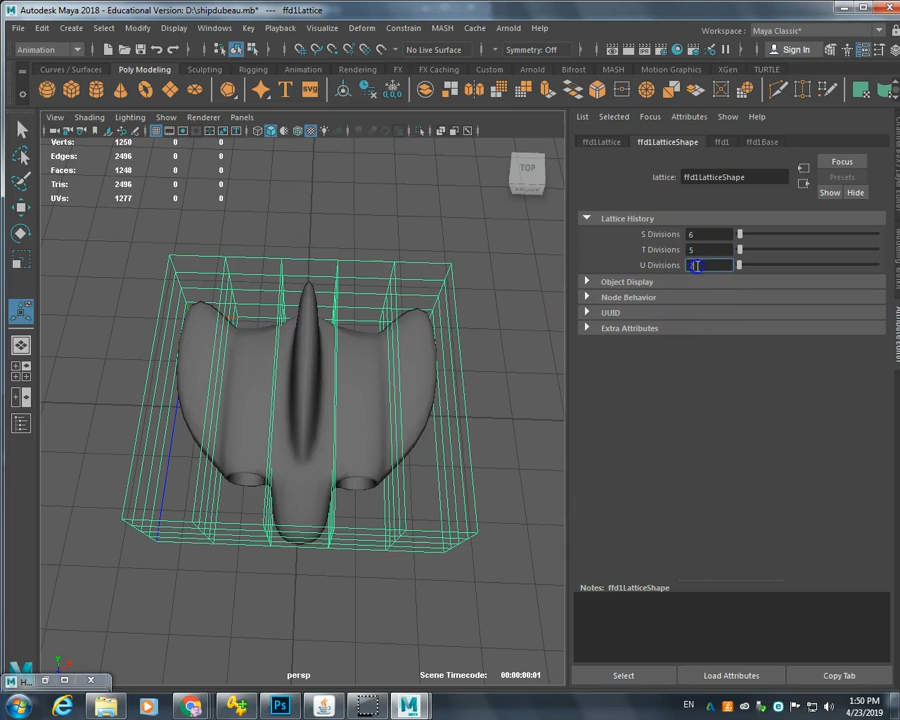 Autodesk Maya 2018 - Educational Version: D:\shipdubeau.mb*  ---  ffd1Lattice
File Edit Create Select Modify Display Windows Key Playback Visualize Deform Constrain MASH Cache Arnold Help Workspace: Maya Classic*
Animation No Live Surface Symmetry: Off Sign In
Curves / Surfaces Poly Modeling Sculpting Rigging Animation Rendering FX FX Caching Custom Arnold Bifrost MASH Motion Graphics XGen TURTLE
View Shading Lighting Show Renderer Panels
List Selected Focus Attributes Show Help
Verts: 1250 0 0
Edges: 2496 0 0
Faces: 1248 0 0
Tris: 2496 0 0
UVs: 1277 0 0
TOP
FRONT
ffd1Lattice ffd1LatticeShape ffd1 ffd1Base
lattice: ffd1LatticeShape
Focus
Presets
Show Hide
Lattice History
S Divisions 6
T Divisions 5
U Divisions
Object Display
Node Behavior
UUID
Extra Attributes
Notes: ffd1LatticeShape
persp
Scene Timecode: 00:00:00:01
Select Load Attributes Copy Tab
y x
H...
EN
1:50 PM
4/23/2019